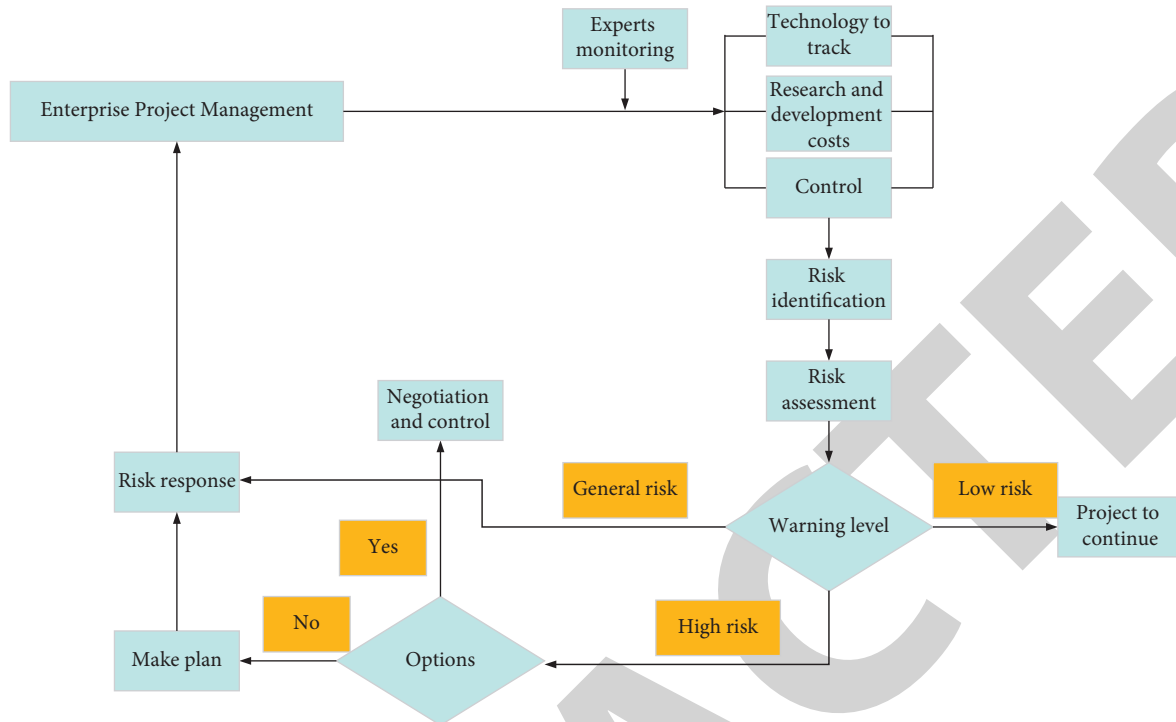 Experts
monitoring
Technology to
track
Enterprise Project Management
Research and
development
costs
Control
Risk
identification
Risk
assessment
Negotiation
and control
Risk response
General risk
Low risk
Warning level
Project to
continue
Yes
No
High risk
Make plan
Options
ACTE